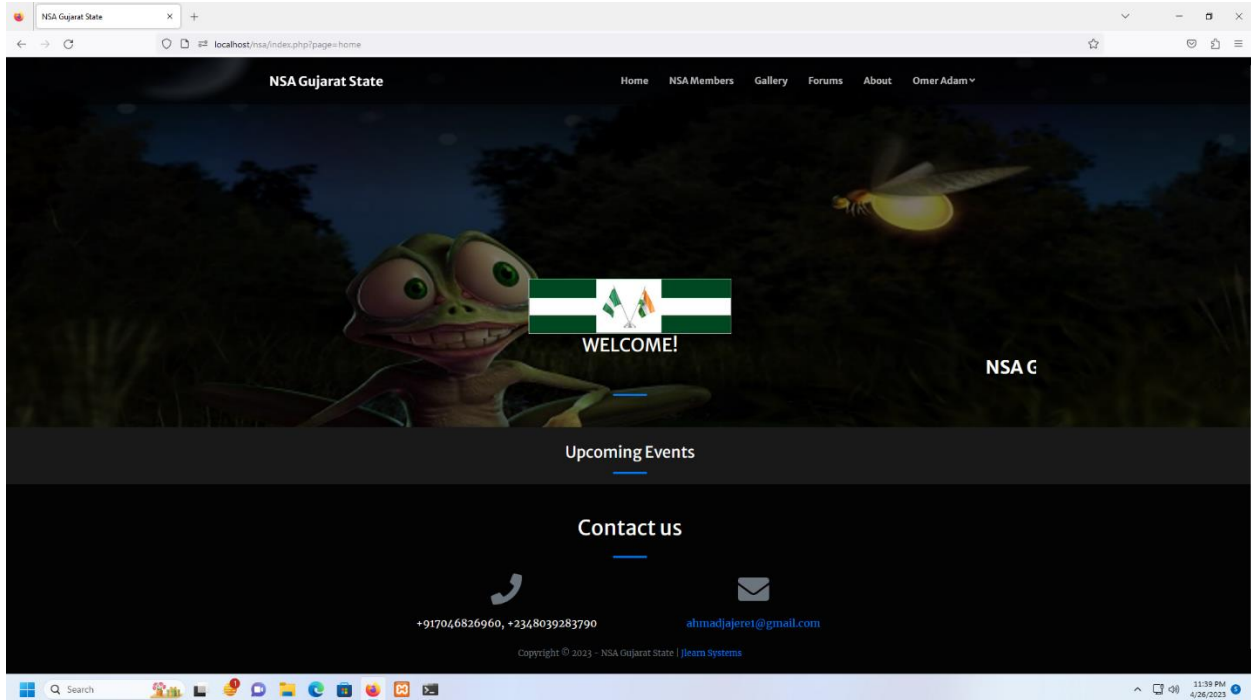 NSA Gujarat State
localhost/nsa/index.php?page=home
NSA Gujarat State Home NSA Members Gallery Forums About Omer Adam
WELCOME!
NSA G
Upcoming Events
Contact us
+917046826960, +2348039283790 ahmadjajere1@gmail.com
Copyright © 2023 - NSA Gujarat State | Jlearn Systems
Search 11:39 PM
4/26/2023